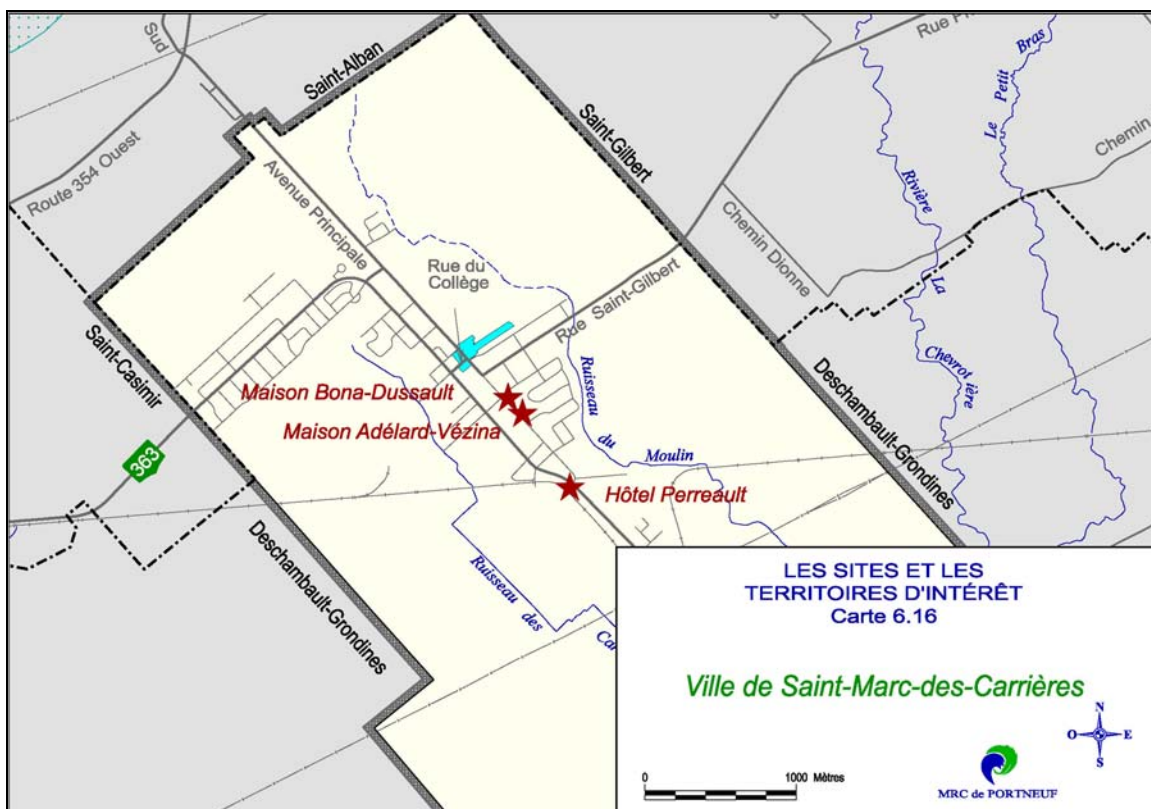 Sud
Saint-Alban
Rue Pr
Le Petit Bras
Route 354 Ouest
Avenue Principale
Saint-Gilbert
Chemin
Rivière La Chevrotière
Chemin Dionne
Rue du
Collège
Rue Saint-Gilbert
Saint-Casimir
Maison Bona-Dussault
Maison Adélard-Vézina
Ruisseau du Moulin
Deschambault-Grondines
363
Hôtel Perreault
Deschambault-Grondines
Ruisseau des Car
LES SITES ET LES
TERRITOIRES D'INTÉRÊT
Carte 6.16
Ville de Saint-Marc-des-Carrières
N
O E
S
0 1000 Mètres
MRC de PORTNEUF